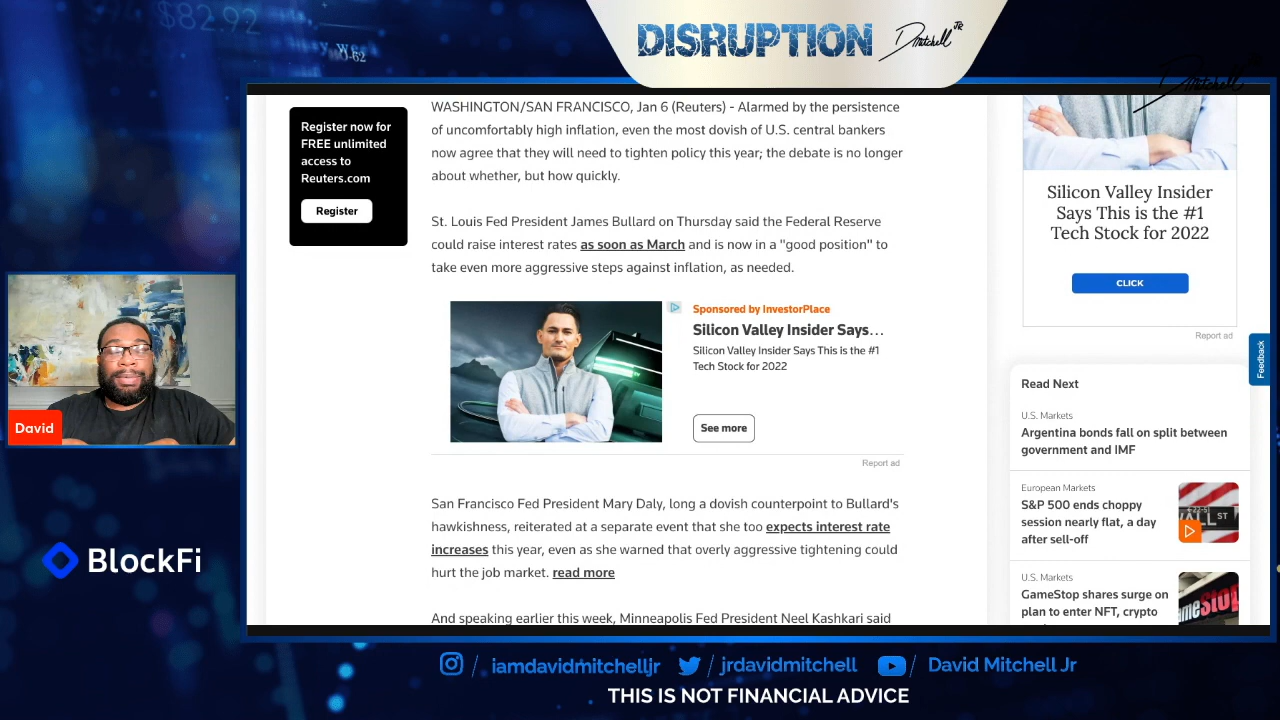 $82.92
DISRUPTION
DMitchell JR
DMitchell
WASHINGTON/SAN FRANCISCO, Jan 6 (Reuters) - Alarmed by the persistence
of uncomfortably high inflation, even the most dovish of U.S. central bankers
now agree that they will need to tighten policy this year; the debate is no longer
about whether, but how quickly.
Register now for
FREE unlimited
access to
Reuters.com
Register
St. Louis Fed President James Bullard on Thursday said the Federal Reserve
could raise interest rates as soon as March and is now in a "good position" to
take even more aggressive steps against inflation, as needed.
Sponsored by InvestorPlace
Silicon Valley Insider Says...
Silicon Valley Insider Says This is the #1
Tech Stock for 2022
See more
Report ad
San Francisco Fed President Mary Daly, long a dovish counterpoint to Bullard's
hawkishness, reiterated at a separate event that she too expects interest rate
increases this year, even as she warned that overly aggressive tightening could
hurt the job market. read more
And speaking earlier this week, Minneapolis Fed President Neel Kashkari said
Silicon Valley Insider
Says This is the #1
Tech Stock for 2022
CLICK
Report ad
Feedback
Read Next
U.S. Markets
Argentina bonds fall on split between
government and IMF
European Markets
S&P 500 ends choppy
session nearly flat, a day
after sell-off
WALL ST
U.S. Markets
GameStop shares surge on
plan to enter NFT, crypto
David
BlockFi
/ iamdavidmitchelljr / jrdavidmitchell / David Mitchell Jr
THIS IS NOT FINANCIAL ADVICE